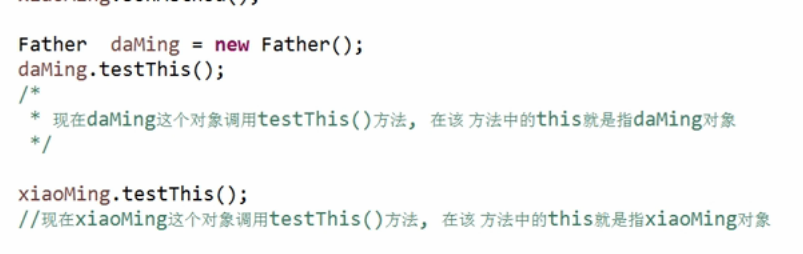 Father  daMing = new Father();
daMing.testThis();
/*
 * 现在daMing这个对象调用testThis()方法, 在该 方法中的this就是指daMing对象
 */
xiaoMing.testThis();
//现在xiaoMing这个对象调用testThis()方法, 在该 方法中的this就是指xiaoMing对象